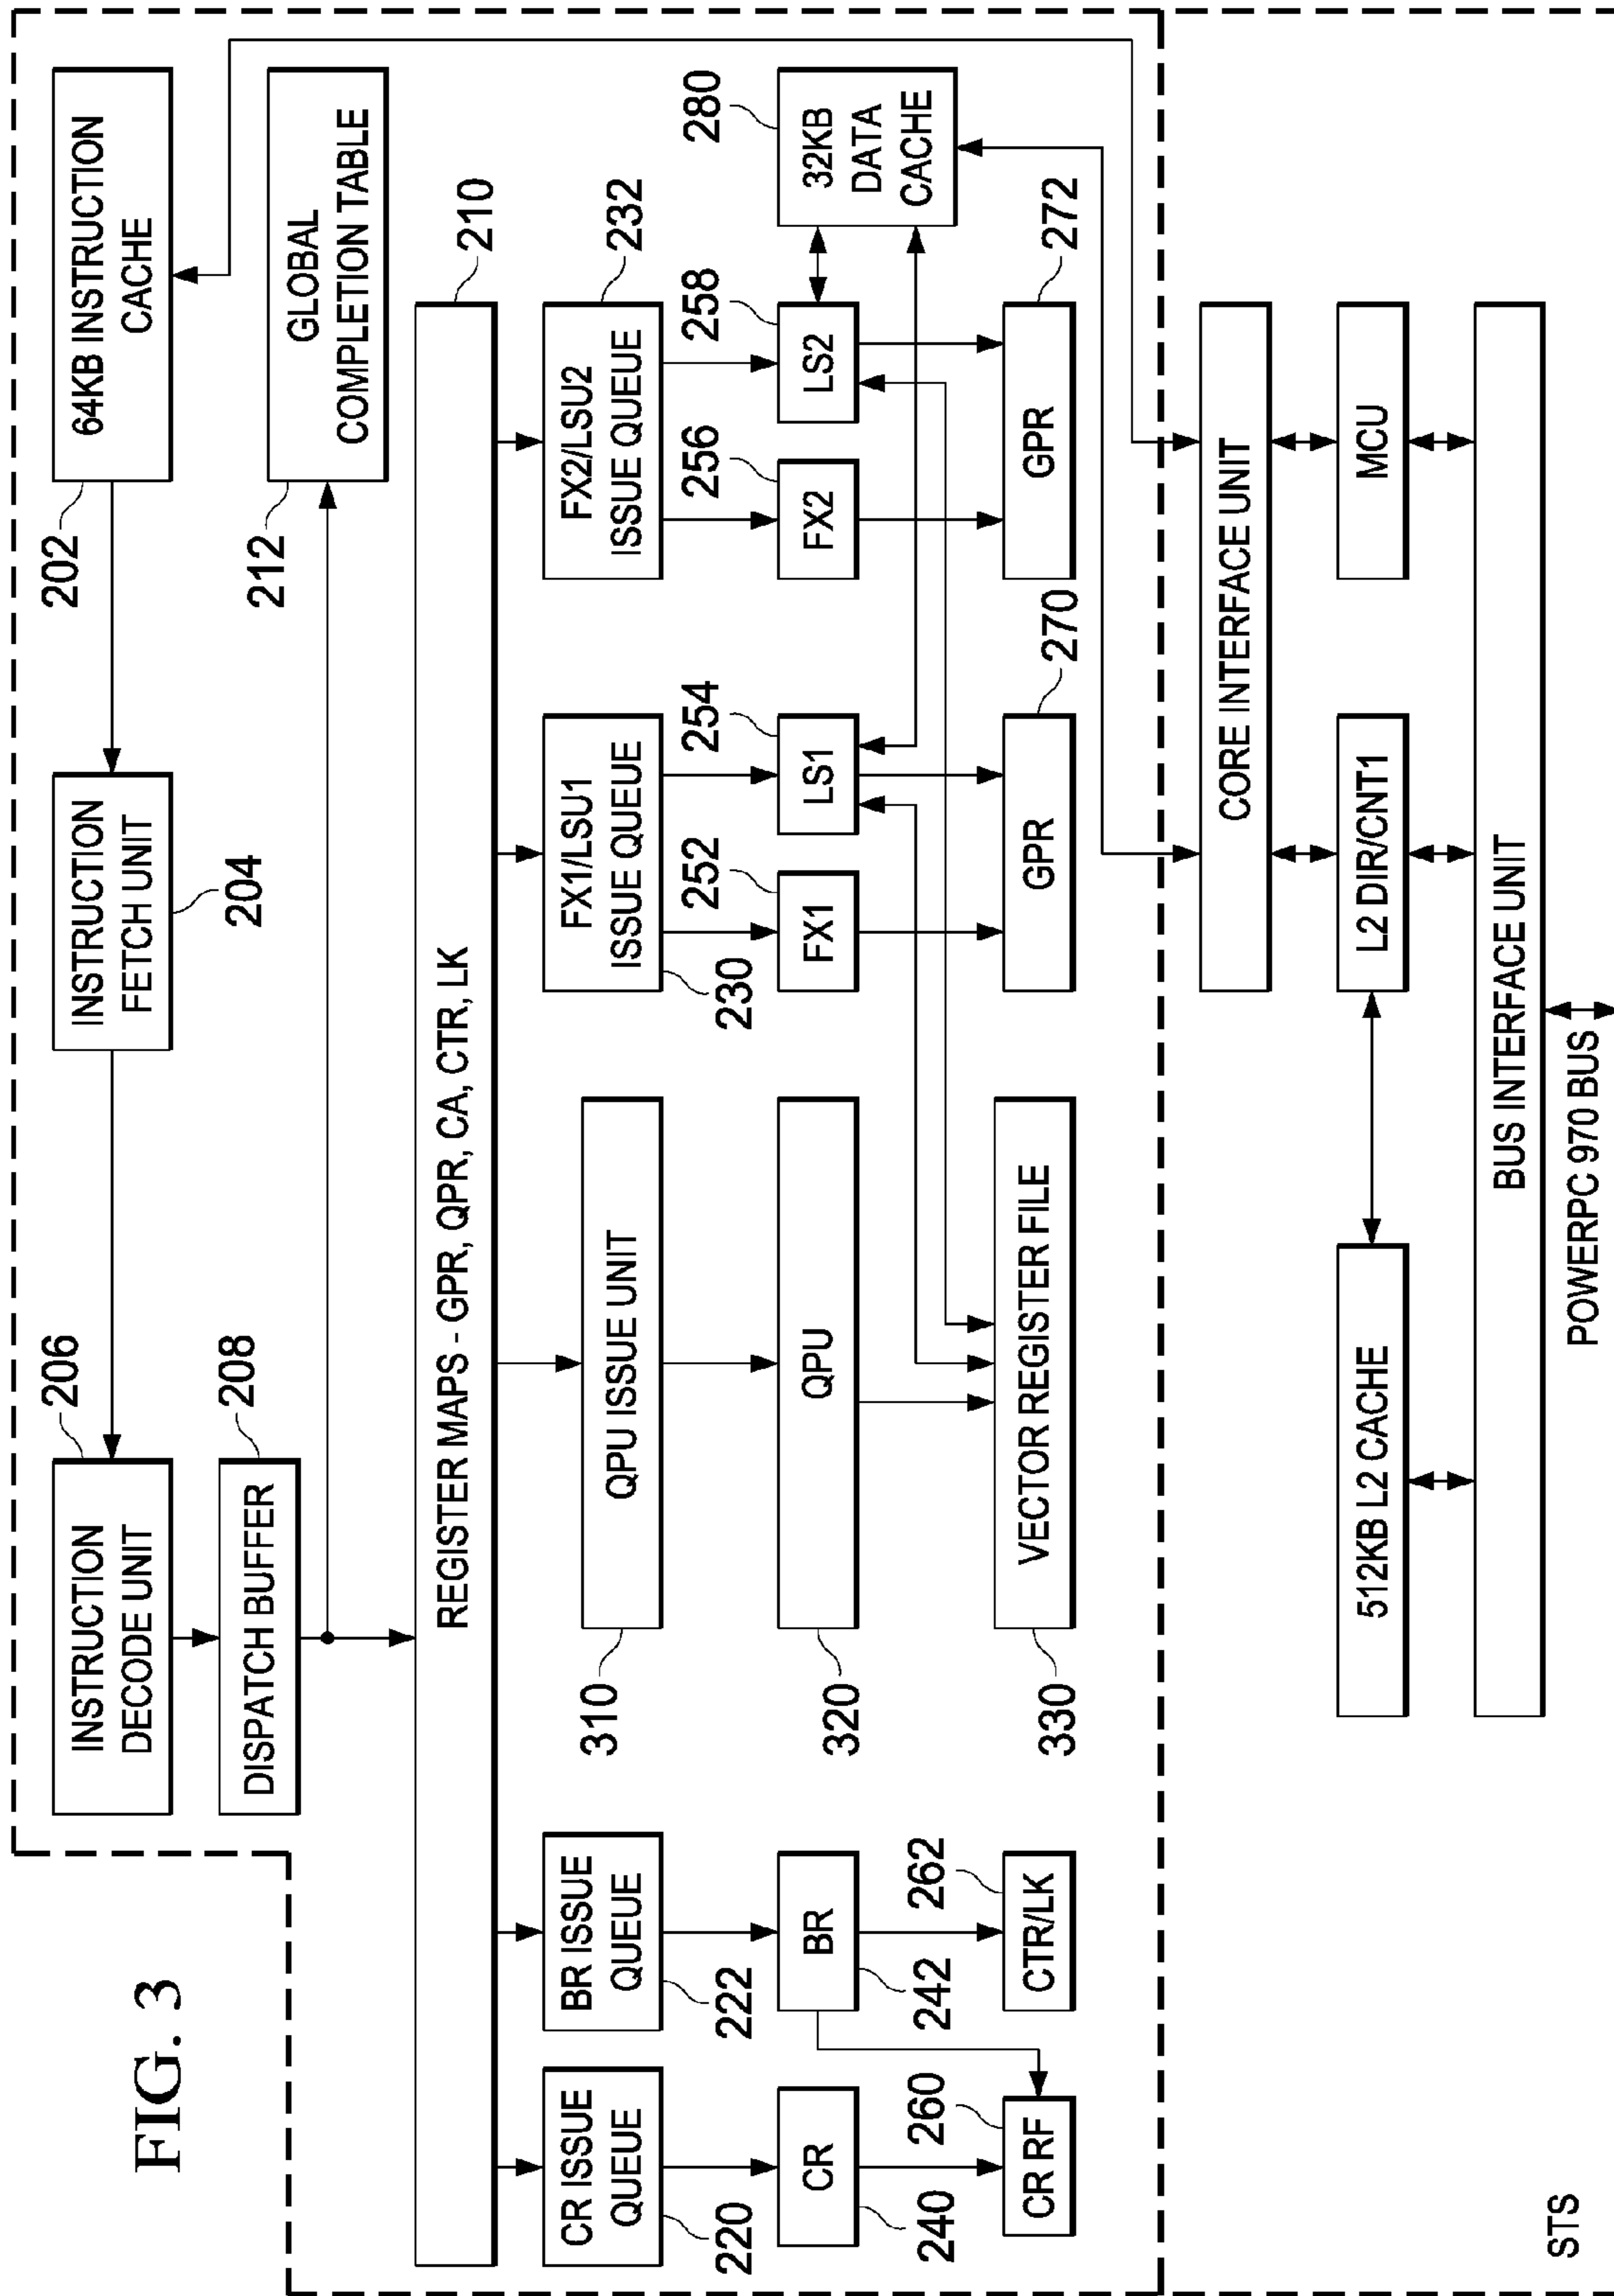 FIG. 3
206
INSTRUCTION
DECODE UNIT
INSTRUCTION
FETCH UNIT
204
202
64KB INSTRUCTION
CACHE
208
DISPATCH BUFFER
212
GLOBAL
COMPLETION TABLE
210
REGISTER MAPS - GPR, QPR, CA, CTR, LK
CR ISSUE
QUEUE
220
BR ISSUE
QUEUE
222
310
QPU ISSUE UNIT
FX1/LSU1
ISSUE QUEUE
230
FX2/LSU2
ISSUE QUEUE
232
CR
240
BR
242
320
QPU
252
FX1
254
LS1
256
FX2
258
LS2
280
32KB
DATA
CACHE
260
CR RF
262
CTR/LK
330
VECTOR REGISTER FILE
270
GPR
272
GPR
CORE INTERFACE UNIT
512KB L2 CACHE
L2 DIR/CNT1
MCU
BUS INTERFACE UNIT
STS
POWERPC 970 BUS